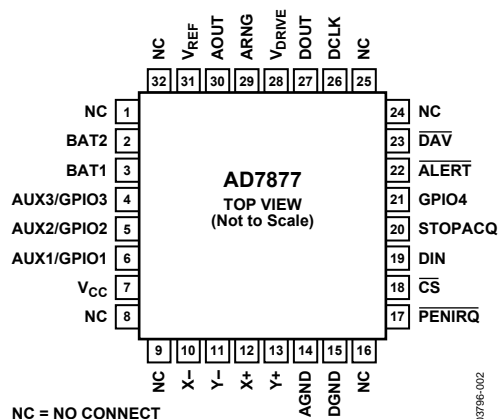 NC
VREF
AOUT
ARNG
VDRIVE
DOUT
DCLK
NC
32 31 30 29 28 27 26 25
NC 1
BAT2 2
BAT1 3
AUX3/GPIO3 4
AUX2/GPIO2 5
AUX1/GPIO1 6
VCC 7
NC 8
AD7877
TOP VIEW
(Not to Scale)
24 NC
23 DAV
22 ALERT
21 GPIO4
20 STOPACQ
19 DIN
18 CS
17 PENIRQ
9 10 11 12 13 14 15 16
NC
X–
Y–
X+
Y+
AGND
DGND
NC
NC = NO CONNECT
03796-002